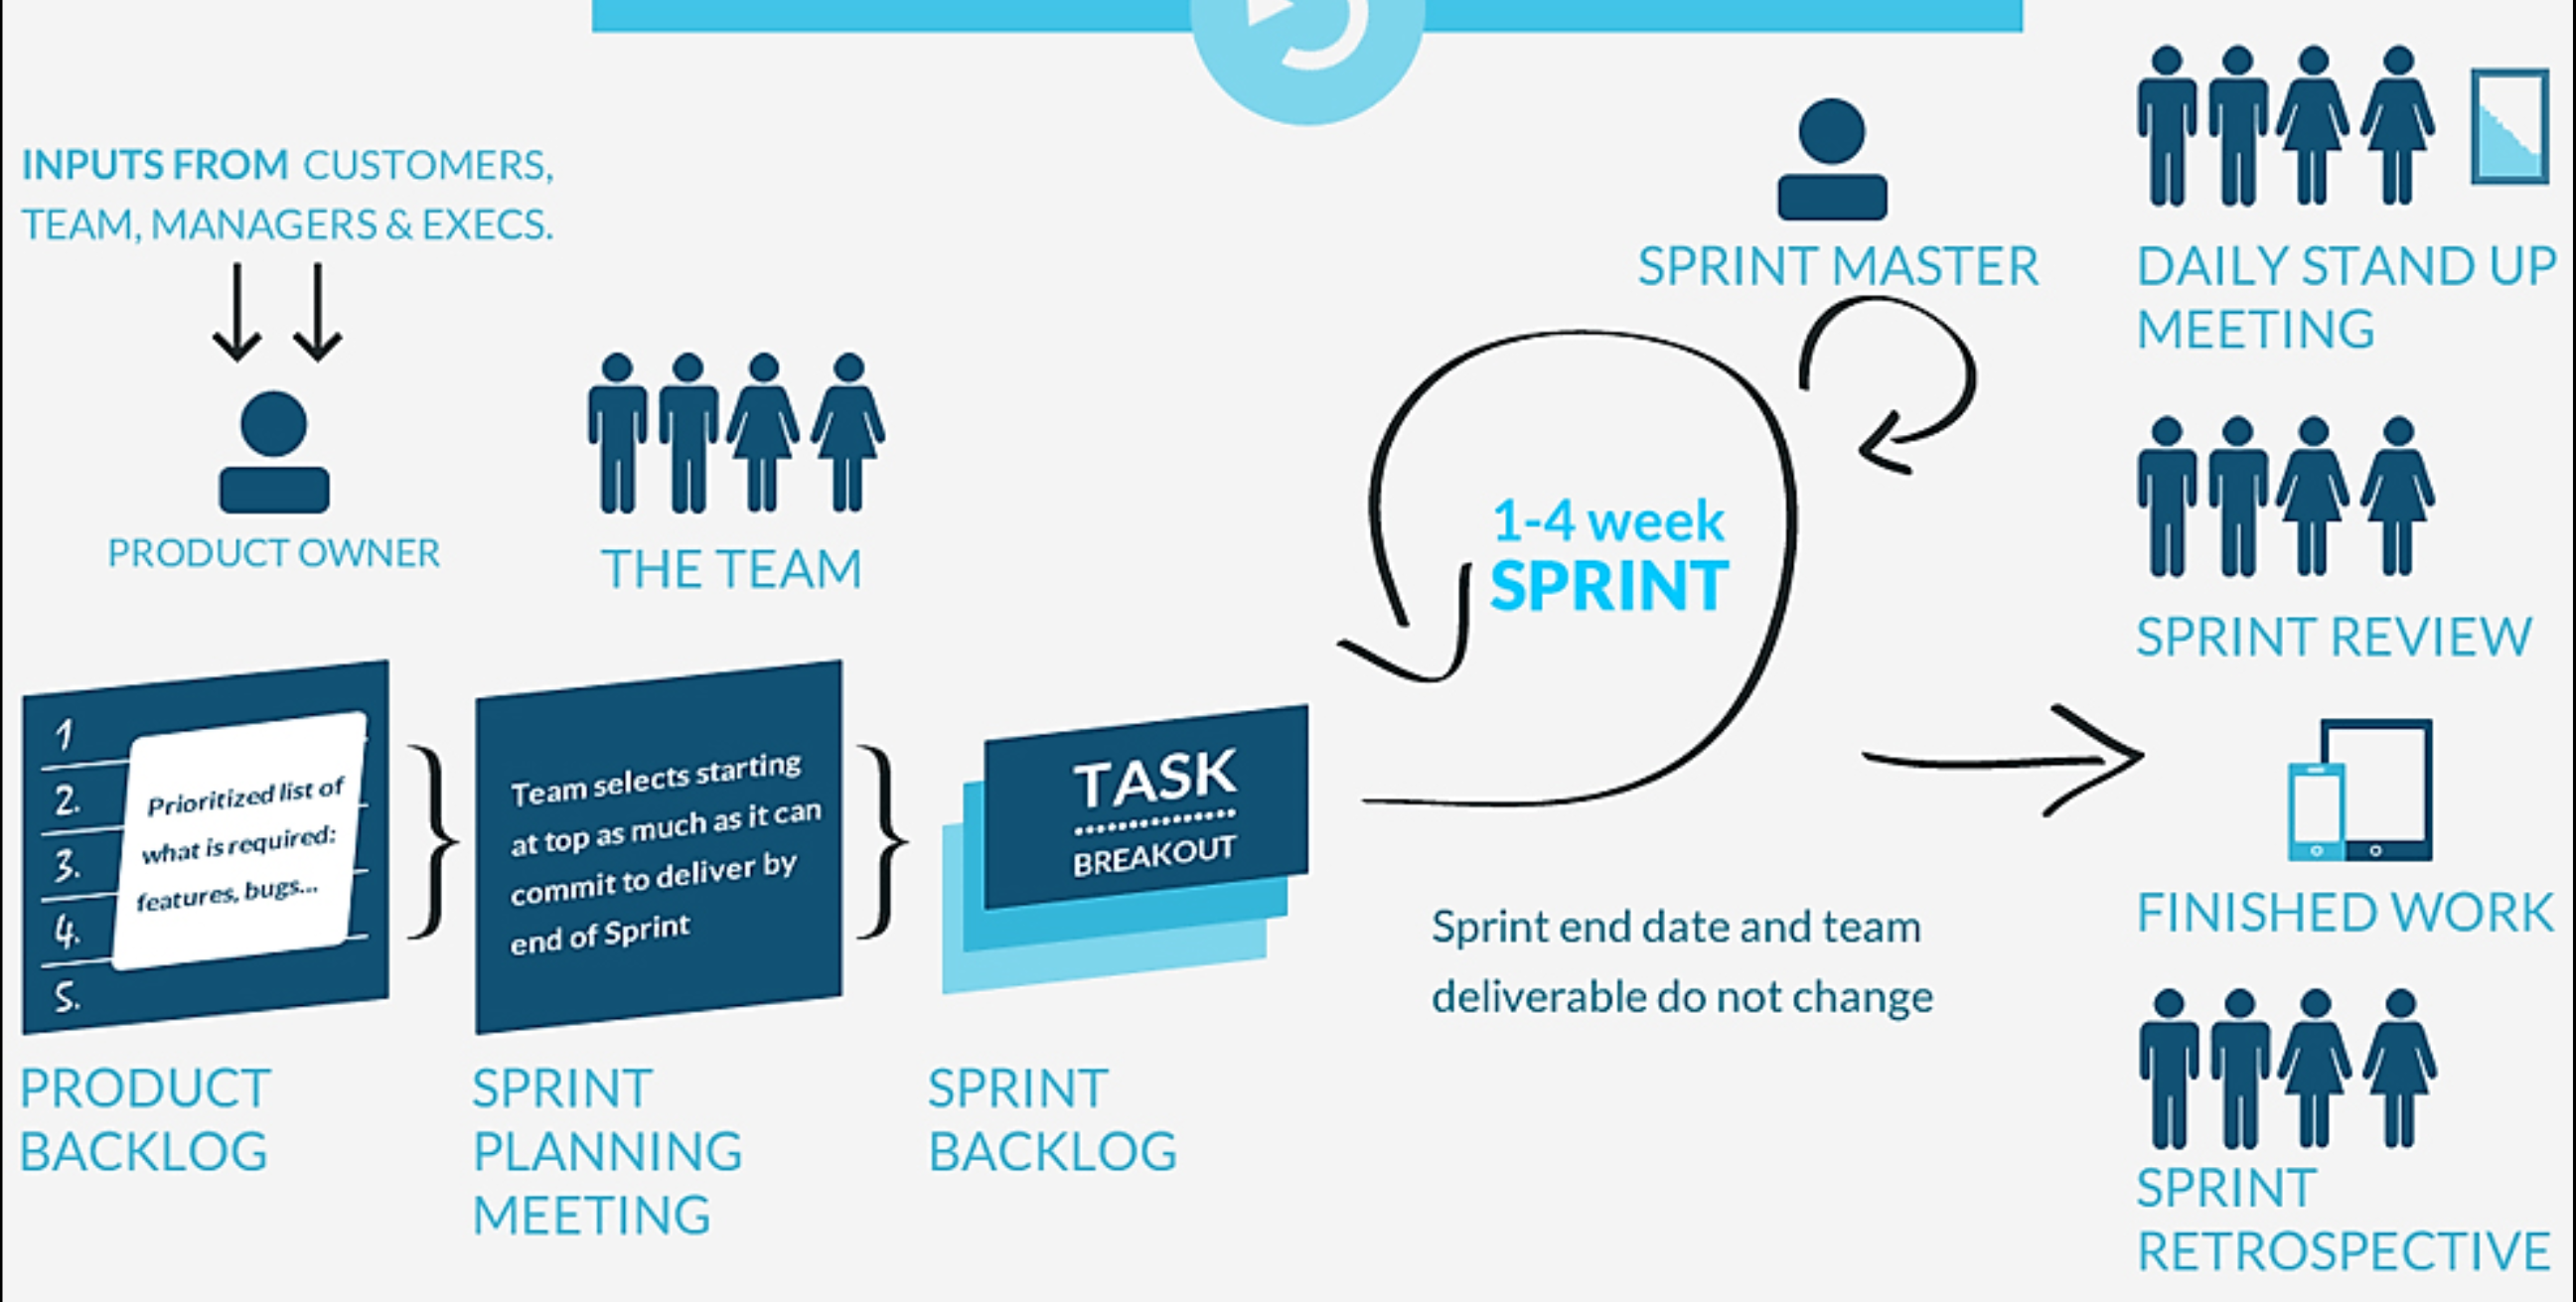 INPUTS FROM CUSTOMERS,
TEAM, MANAGERS & EXECS.
PRODUCT OWNER
THE TEAM
1
2.
3.
4.
5.
Prioritized list of
what is required:
features, bugs...
PRODUCT
BACKLOG
Team selects starting
at top as much as it can
commit to deliver by
end of Sprint
SPRINT
PLANNING
MEETING
TASK
BREAKOUT
SPRINT
BACKLOG
SPRINT MASTER
1-4 week
SPRINT
Sprint end date and team
deliverable do not change
DAILY STAND UP
MEETING
SPRINT REVIEW
FINISHED WORK
SPRINT
RETROSPECTIVE